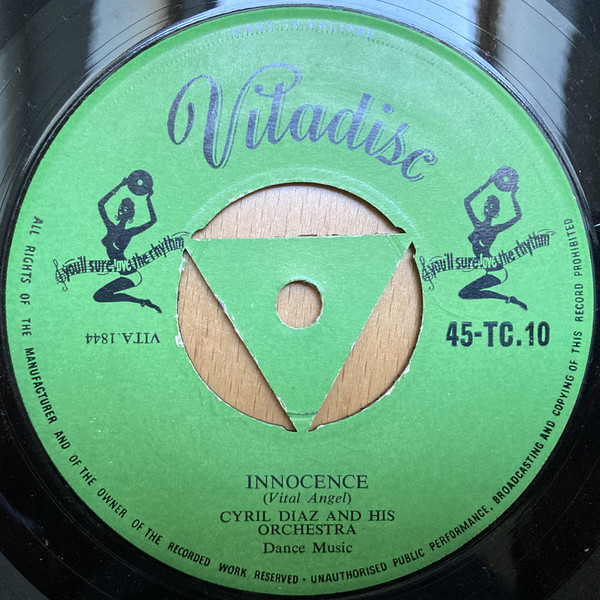 Vitadisc
you'll sure love the rhythm
you'll sure love the rhythm
VITA.1844
45-TC.10
INNOCENCE
(Vital Angel)
CYRIL DIAZ AND HIS
ORCHESTRA
Dance Music
ALL RIGHTS OF THE MANUFACTURER AND OF THE OWNER OF THE RECORDED WORK RESERVED · UNAUTHORISED PUBLIC PERFORMANCE, BROADCASTING AND COPYING OF THIS RECORD PROHIBITED